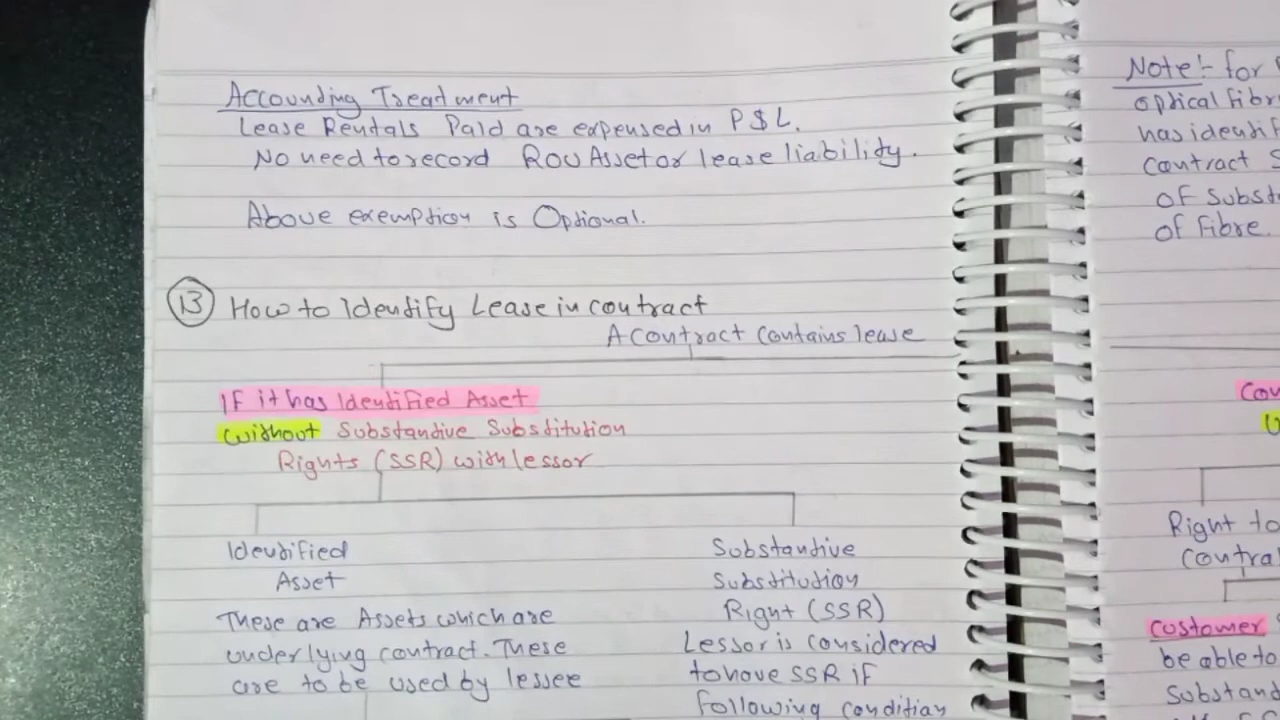 Accounting Treatment
Lease Rentals Paid are expensed in P$L.
No need to record ROU Asset or lease liability.
Above exemption is Optional.
13 How to Identify Lease in contract
A contract contains lease
IF it has Identified Asset
without Substantive Substitution
Rights (SSR) with lessor
Identified
Asset
These are Assets which are
underlying contract. These
are to be used by lessee
Substantive
Substitution
Right (SSR)
Lessor is considered
to have SSR IF
following condition
Note:- for
optical fibr
has identif
contract S
of Subst
of Fibre.
Cou
Right to
Contra
Customer
be able to
Substan